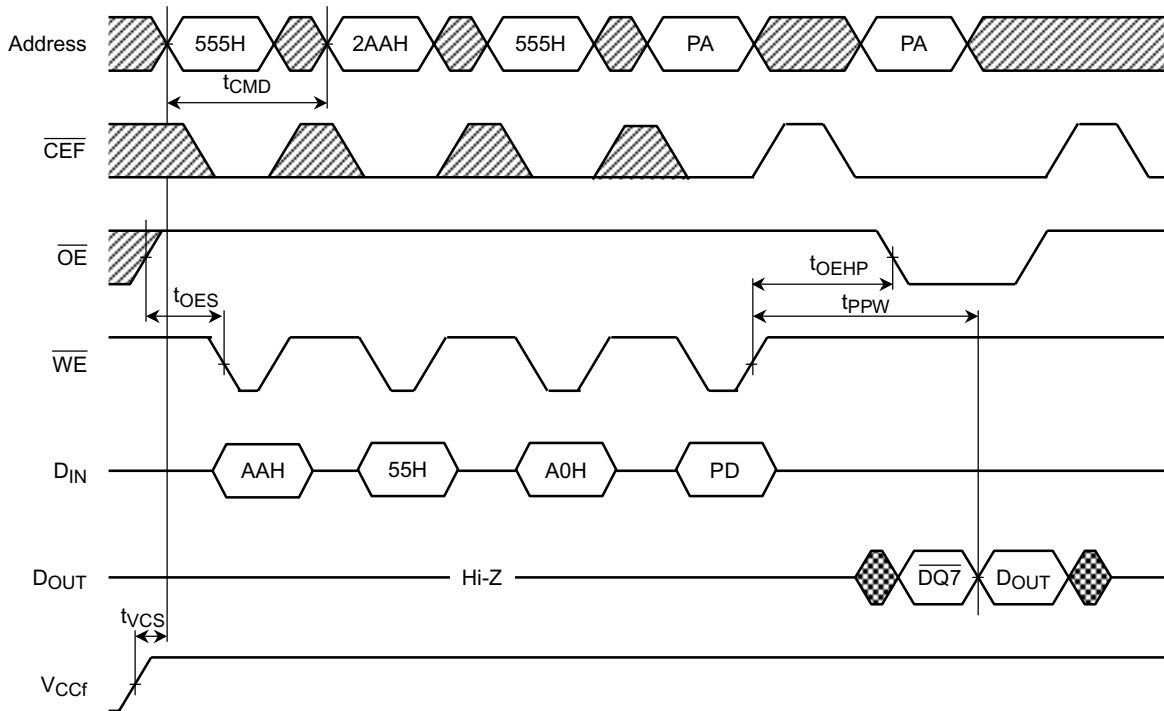 Address 555H 2AAH 555H PA PA
tCMD
CEF
OE
tOEHP
tOES
tPPW
WE
DIN AAH 55H A0H PD
DOUT Hi-Z DQ7 DOUT
tVCS
VCCf